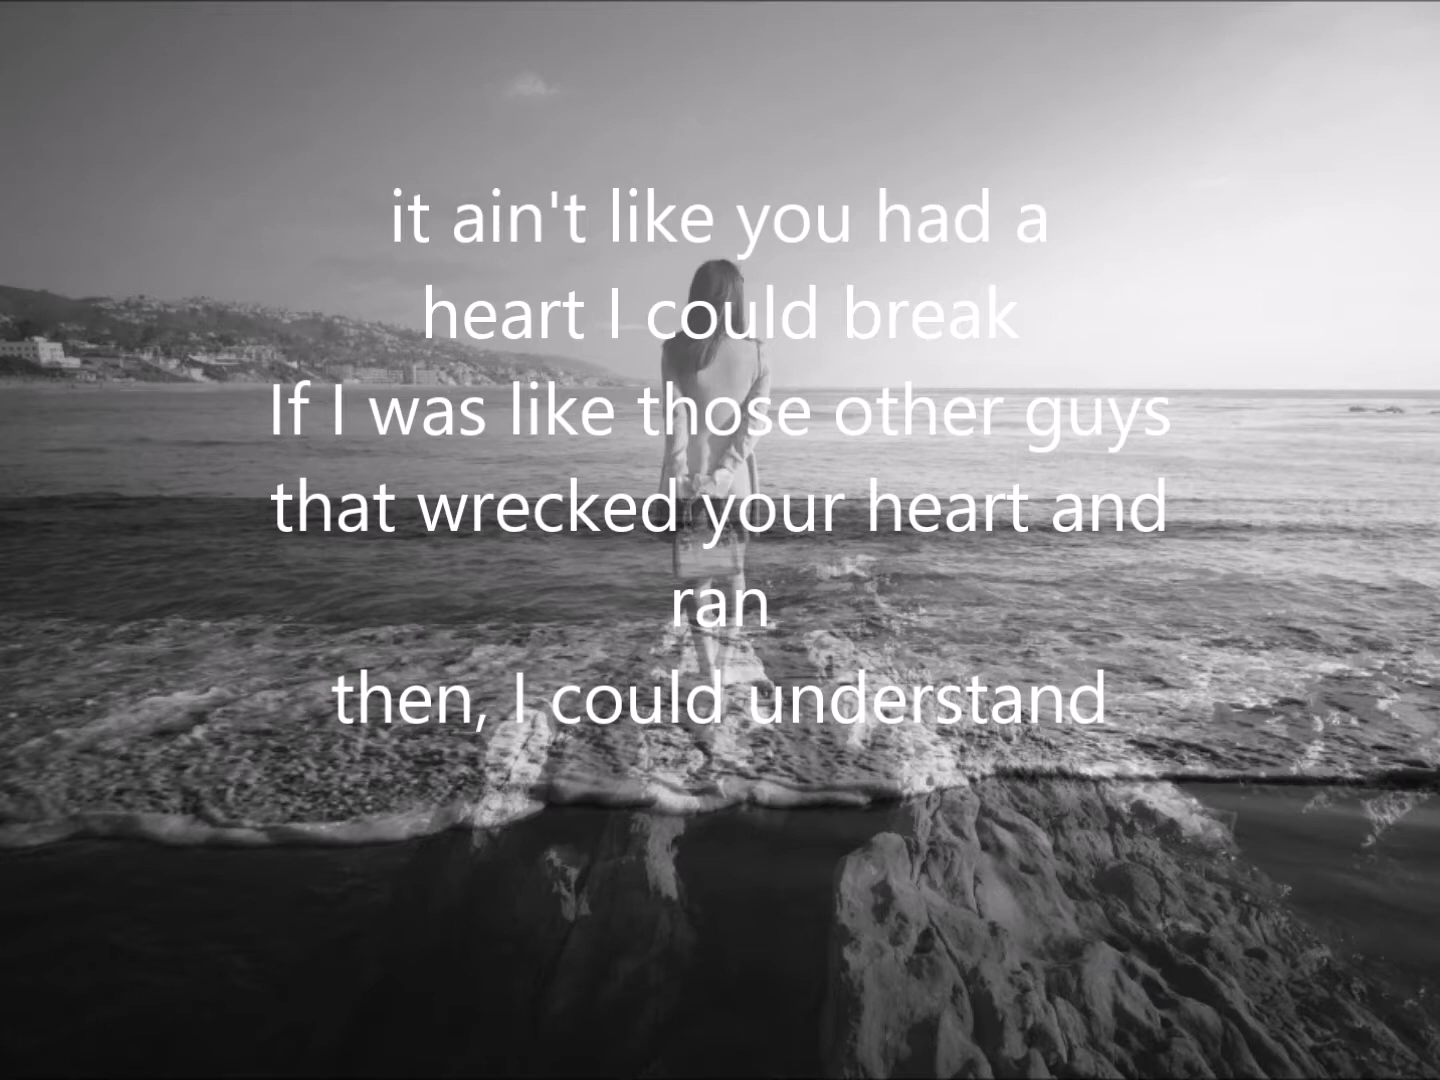 it ain't like you had a
heart I could break
If I was like those other guys
that wrecked your heart and
ran
then, I could understand